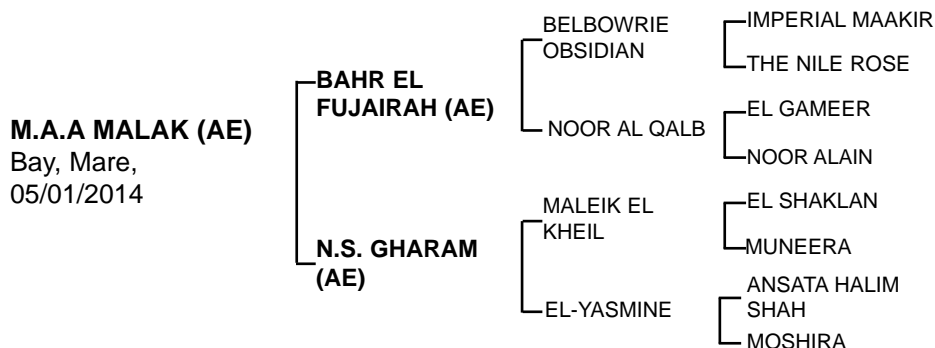 M.A.A MALAK (AE)
Bay, Mare,
05/01/2014
BAHR EL
FUJAIRAH (AE)
N.S. GHARAM
(AE)
BELBOWRIE
OBSIDIAN
NOOR AL QALB
MALEIK EL
KHEIL
EL-YASMINE
IMPERIAL MAAKIR
THE NILE ROSE
EL GAMEER
NOOR ALAIN
EL SHAKLAN
MUNEERA
ANSATA HALIM
SHAH
MOSHIRA